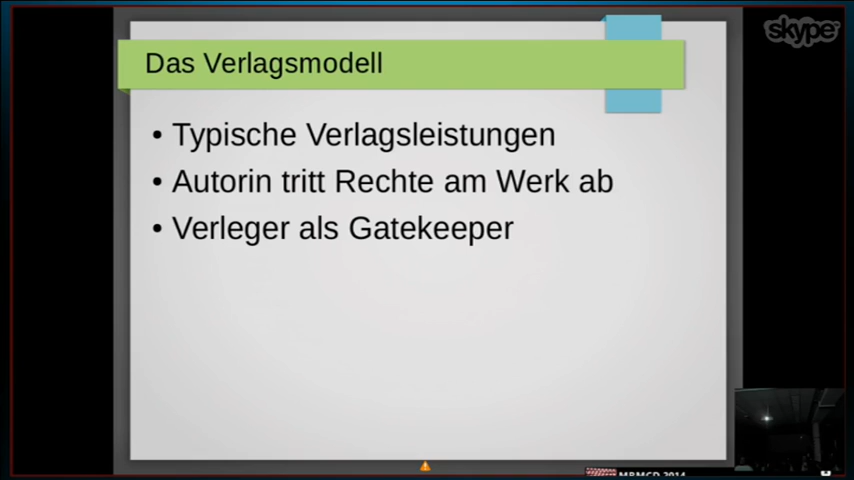 skype
Das Verlagsmodell
• Typische Verlagsleistungen
• Autorin tritt Rechte am Werk ab
• Verleger als Gatekeeper
MRMCD 2014